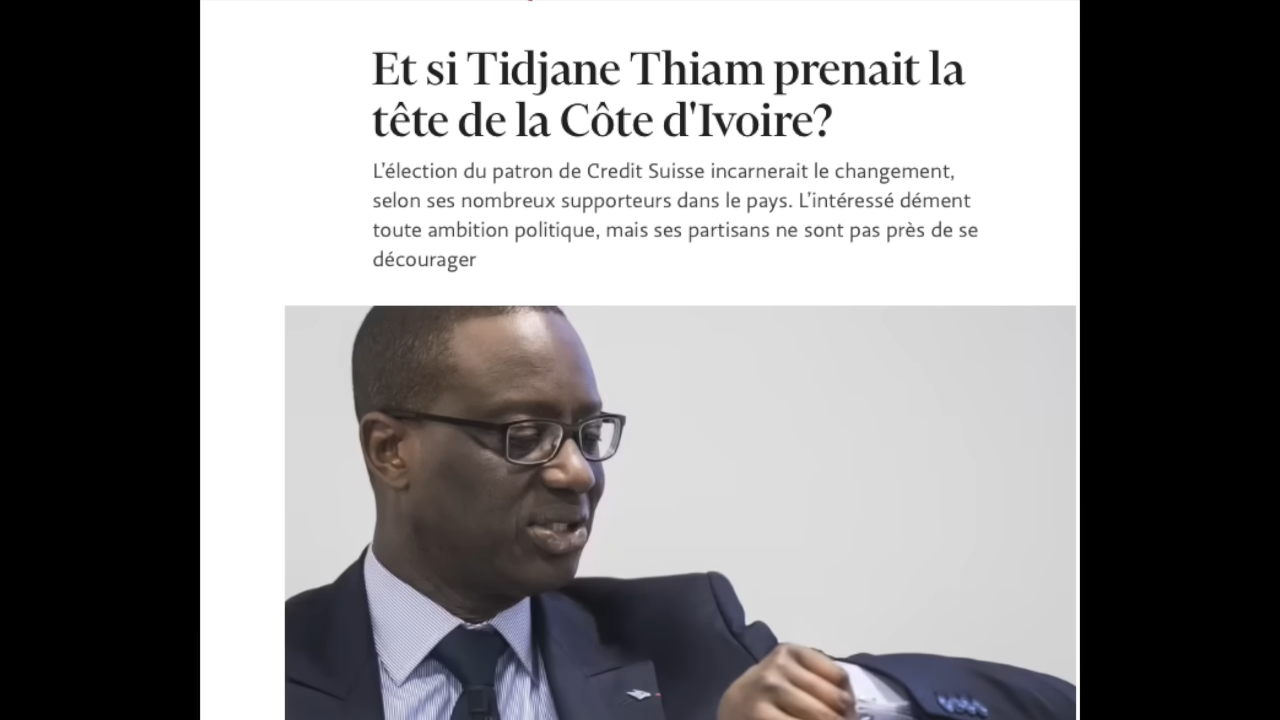 Et si Tidjane Thiam prenait la
tête de la Côte d'Ivoire?
L’élection du patron de Credit Suisse incarnerait le changement,
selon ses nombreux supporteurs dans le pays. L’intéressé dément
toute ambition politique, mais ses partisans ne sont pas près de se
décourager